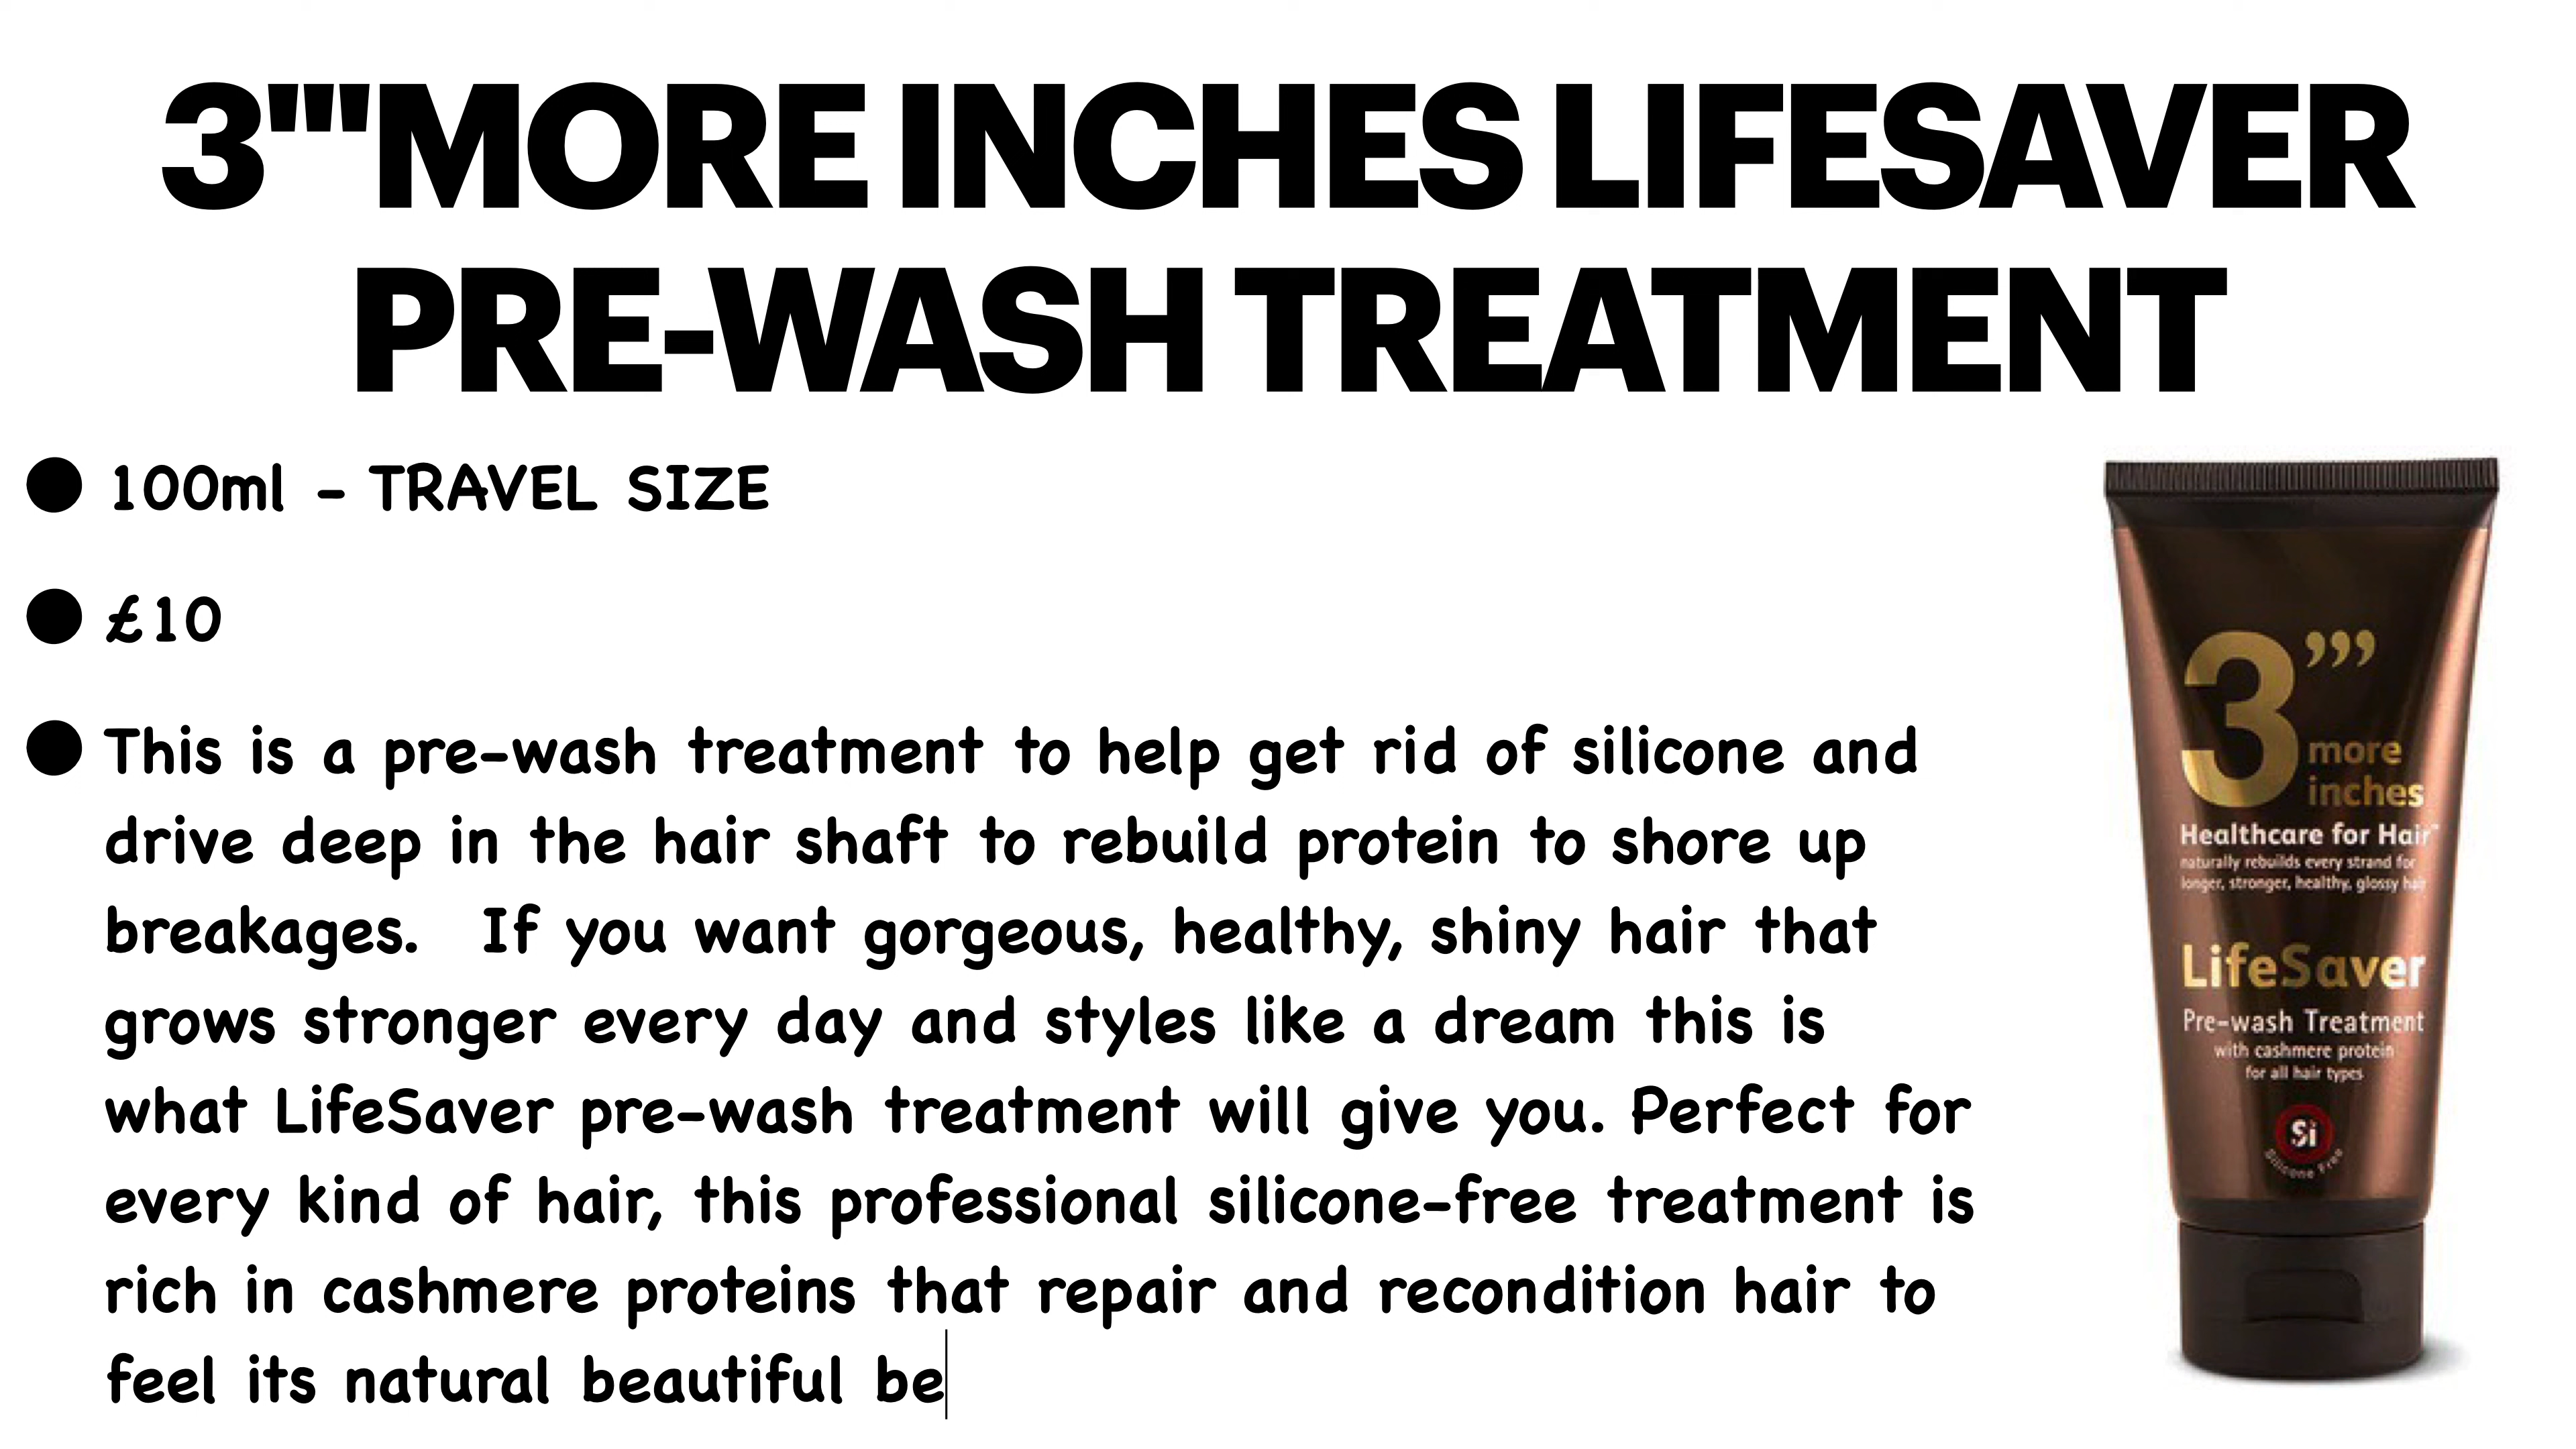 3'''MORE INCHES LIFESAVER
PRE-WASH TREATMENT
● 100ml - TRAVEL SIZE
● £10
● This is a pre-wash treatment to help get rid of silicone and
drive deep in the hair shaft to rebuild protein to shore up
breakages.  If you want gorgeous, healthy, shiny hair that
grows stronger every day and styles like a dream this is
what LifeSaver pre-wash treatment will give you. Perfect for
every kind of hair, this professional silicone-free treatment is
rich in cashmere proteins that repair and recondition hair to
feel its natural beautiful be
3’’’
more
inches
Healthcare for Hair™
naturally rebuilds every strand for
longer, stronger, healthy, glossy hair
LifeSaver
Pre-wash Treatment
with cashmere protein
for all hair types
Si
Silicone Free